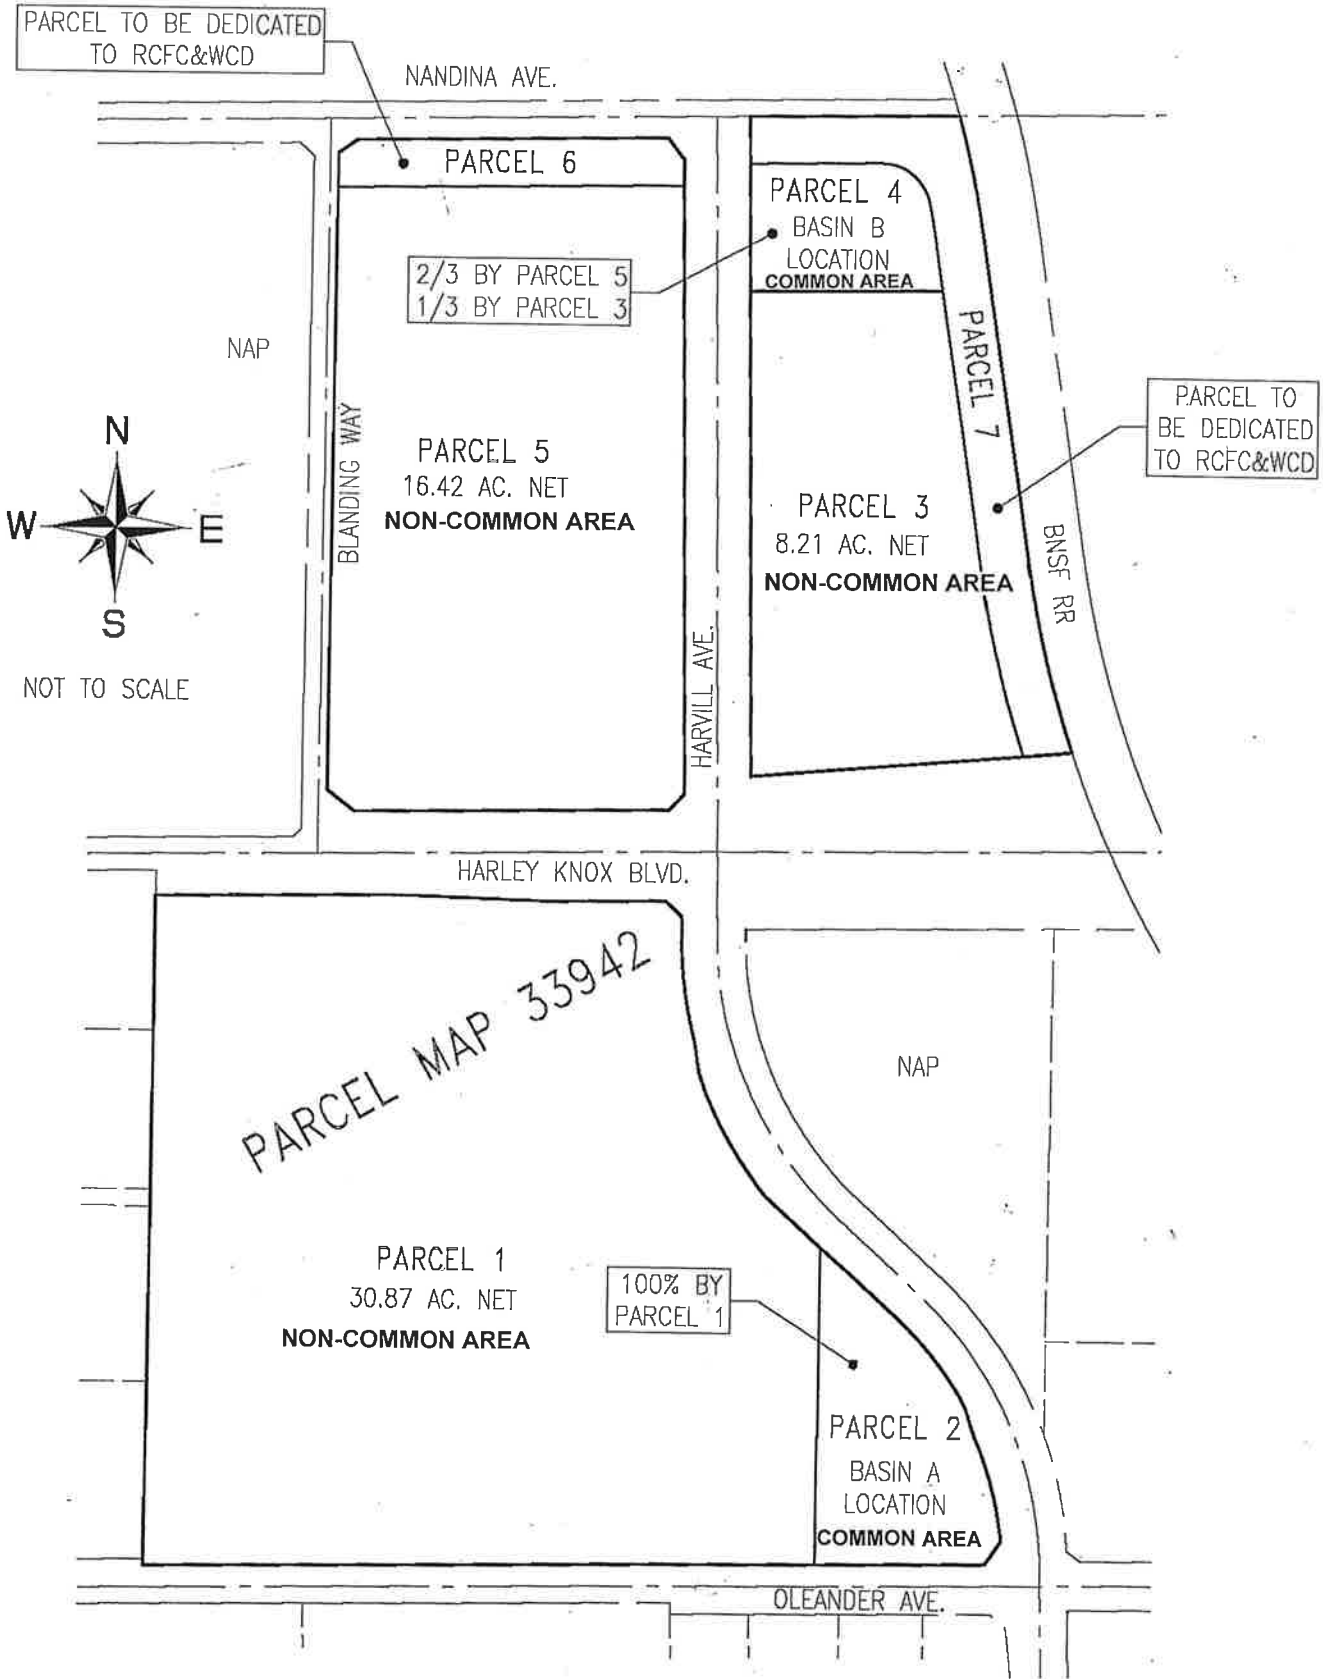 PARCEL TO BE DEDICATED
TO RCFC&WCD
NANDINA AVE.
PARCEL 6
PARCEL 4
BASIN B
LOCATION
COMMON AREA
2/3 BY PARCEL 5
1/3 BY PARCEL 3
NAP
PARCEL 7
PARCEL TO
BE DEDICATED
TO RCFC&WCD
N
W E
S
NOT TO SCALE
BLANDING WAY
PARCEL 5
16.42 AC. NET
NON-COMMON AREA
PARCEL 3
8.21 AC. NET
NON-COMMON AREA
BNSF RR
HARVILL AVE.
HARLEY KNOX BLVD.
PARCEL MAP 33942
NAP
PARCEL 1
30.87 AC. NET
NON-COMMON AREA
100% BY
PARCEL 1
PARCEL 2
BASIN A
LOCATION
COMMON AREA
OLEANDER AVE.